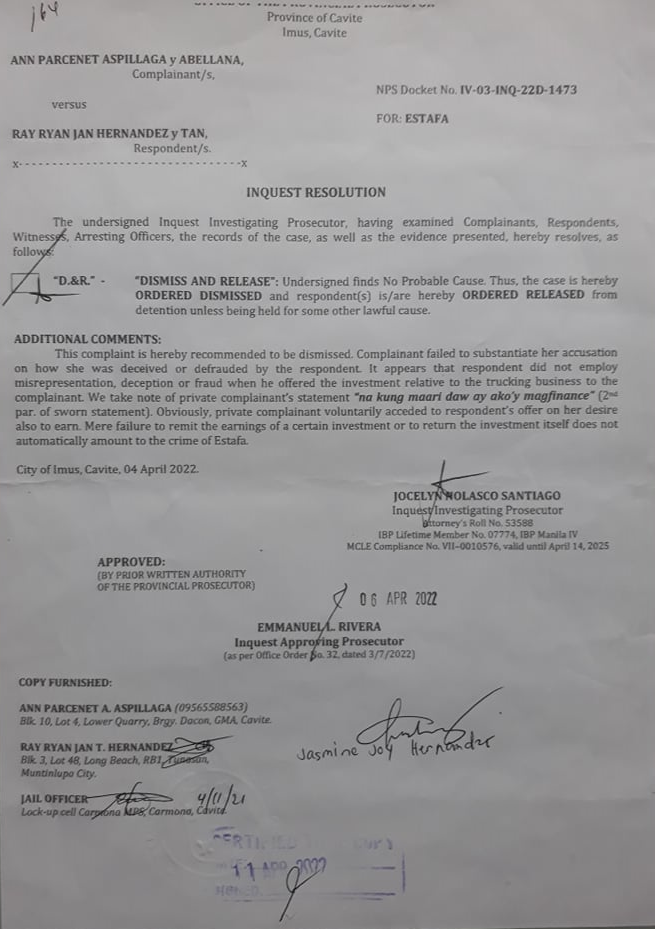 164
OFFICE OF THE PROVINCIAL PROSECUTOR
Province of Cavite
Imus, Cavite
ANN PARCENET ASPILLAGA y ABELLANA,
Complainant/s,
NPS Docket No. IV-03-INQ-22D-1473
versus
FOR: ESTAFA
RAY RYAN JAN HERNANDEZ y TAN,
Respondent/s.
x- - - - - - - - - - - - - - - - - - - - - - - - - - - - - - - -x
INQUEST RESOLUTION
The undersigned Inquest Investigating Prosecutor, having examined Complainants, Respondents,
Witnesses, Arresting Officers, the records of the case, as well as the evidence presented, hereby resolves, as
follows:
"D.&R." - "DISMISS AND RELEASE": Undersigned finds No Probable Cause. Thus, the case is hereby
ORDERED DISMISSED and respondent(s) is/are hereby ORDERED RELEASED from
detention unless being held for some other lawful cause.
ADDITIONAL COMMENTS:
This complaint is hereby recommended to be dismissed. Complainant failed to substantiate her accusation
on how she was deceived or defrauded by the respondent. It appears that respondent did not employ
misrepresentation, deception or fraud when he offered the investment relative to the trucking business to the
complainant. We take note of private complainant's statement "na kung maari daw ay ako'y magfinance" (2nd
par. of sworn statement). Obviously, private complainant voluntarily acceded to respondent's offer on her desire
also to earn. Mere failure to remit the earnings of a certain investment or to return the investment itself does not
automatically amount to the crime of Estafa.
City of Imus, Cavite, 04 April 2022.
JOCELYN NOLASCO SANTIAGO
Inquest Investigating Prosecutor
Attorney's Roll No. 53588
IBP Lifetime Member No. 07774, IBP Manila IV
MCLE Compliance No. VII-0010576, valid until April 14, 2025
APPROVED:
(BY PRIOR WRITTEN AUTHORITY
OF THE PROVINCIAL PROSECUTOR)
06 APR 2022
EMMANUEL L. RIVERA
Inquest Approving Prosecutor
(as per Office Order No. 32, dated 3/7/2022)
COPY FURNISHED:
ANN PARCENET A. ASPILLAGA (09565588563)
Blk. 10, Lot 4, Lower Quarry, Brgy. Dacon, GMA, Cavite.
RAY RYAN JAN T. HERNANDEZ
Jasmine Joy Hernandez
Blk. 3, Lot 48, Long Beach, RB1, Tunasan,
Muntinlupa City.
JAIL OFFICER 4/11/21
Lock-up cell Carmona MPS, Carmona, Cavite.
CERTIFIED COPY
11 APR 2022